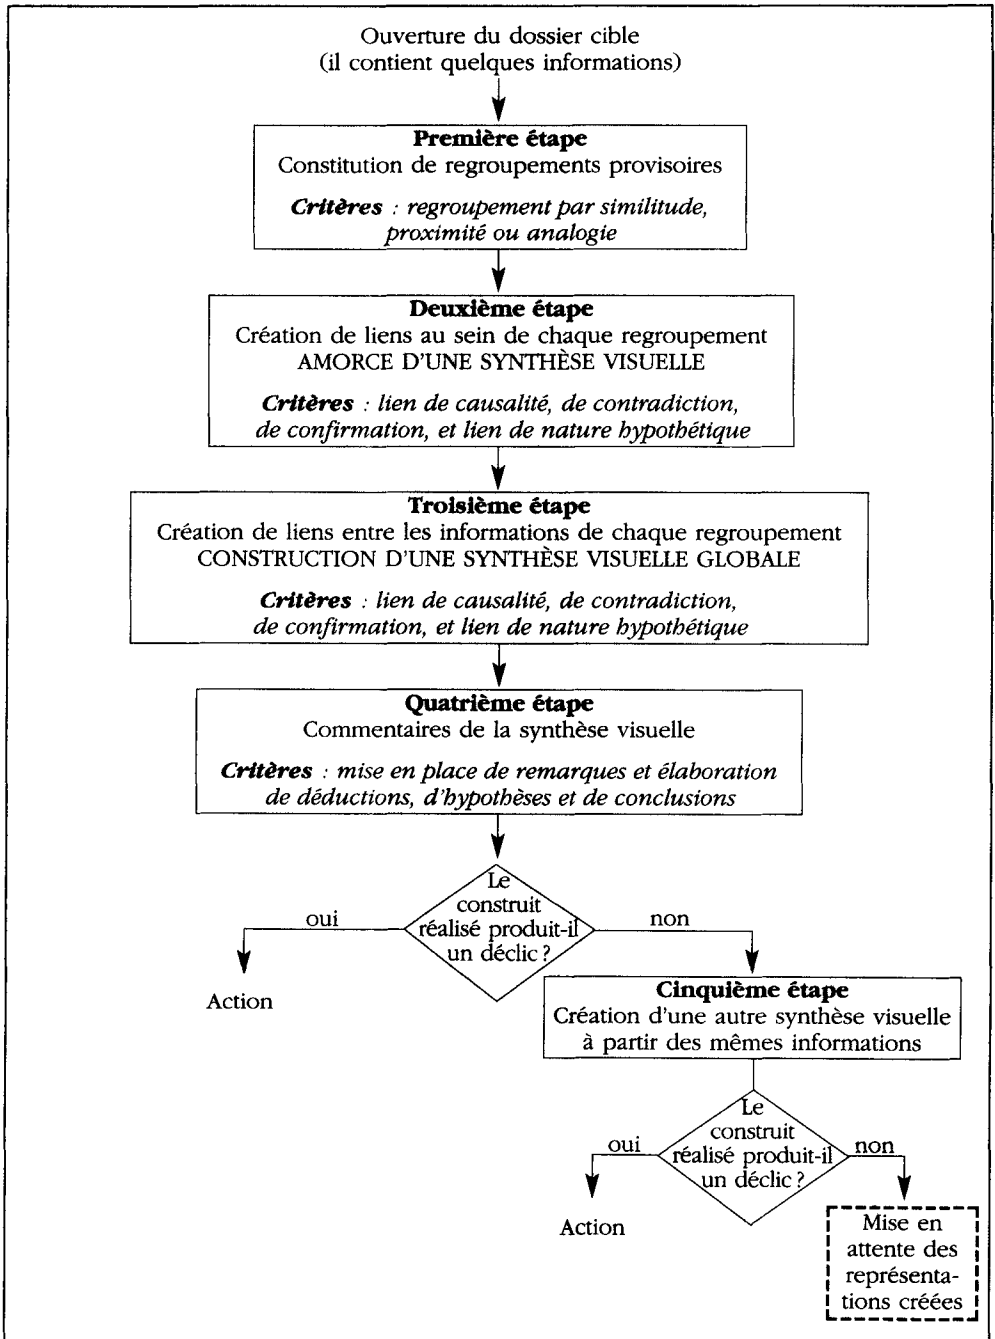 Ouverture du dossier cible
(il contient quelques informations)
Première étape
Constitution de regroupements provisoires
Critères : regroupement par similitude,
proximité ou analogie
Deuxième étape
Création de liens au sein de chaque regroupement
AMORCE D'UNE SYNTHÈSE VISUELLE
Critères : lien de causalité, de contradiction,
de confirmation, et lien de nature hypothétique
Troisième étape
Création de liens entre les informations de chaque regroupement
CONSTRUCTION D'UNE SYNTHÈSE VISUELLE GLOBALE
Critères : lien de causalité, de contradiction,
de confirmation, et lien de nature hypothétique
Quatrième étape
Commentaires de la synthèse visuelle
Critères : mise en place de remarques et élaboration
de déductions, d'hypothèses et de conclusions
Le
construit
réalisé produit-il
un déclic ?
oui
non
Action
Cinquième étape
Création d'une autre synthèse visuelle
à partir des mêmes informations
Le
construit
réalisé produit-il
un déclic ?
oui
non
Action
Mise en
attente des
représenta-
tions créées